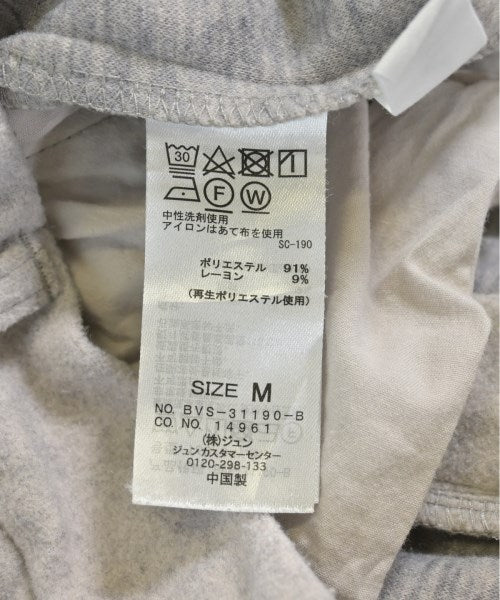 30
F W
中性洗剤使用
アイロンはあて布を使用
SC-190
ポリエステル 91%
レーヨン 9%
(再生ポリエステル使用)
SIZE M
NO. BVS-31190-B
CO. NO. 14961
(株)ジュン
ジュンカスタマーセンター
0120-298-133
中国製